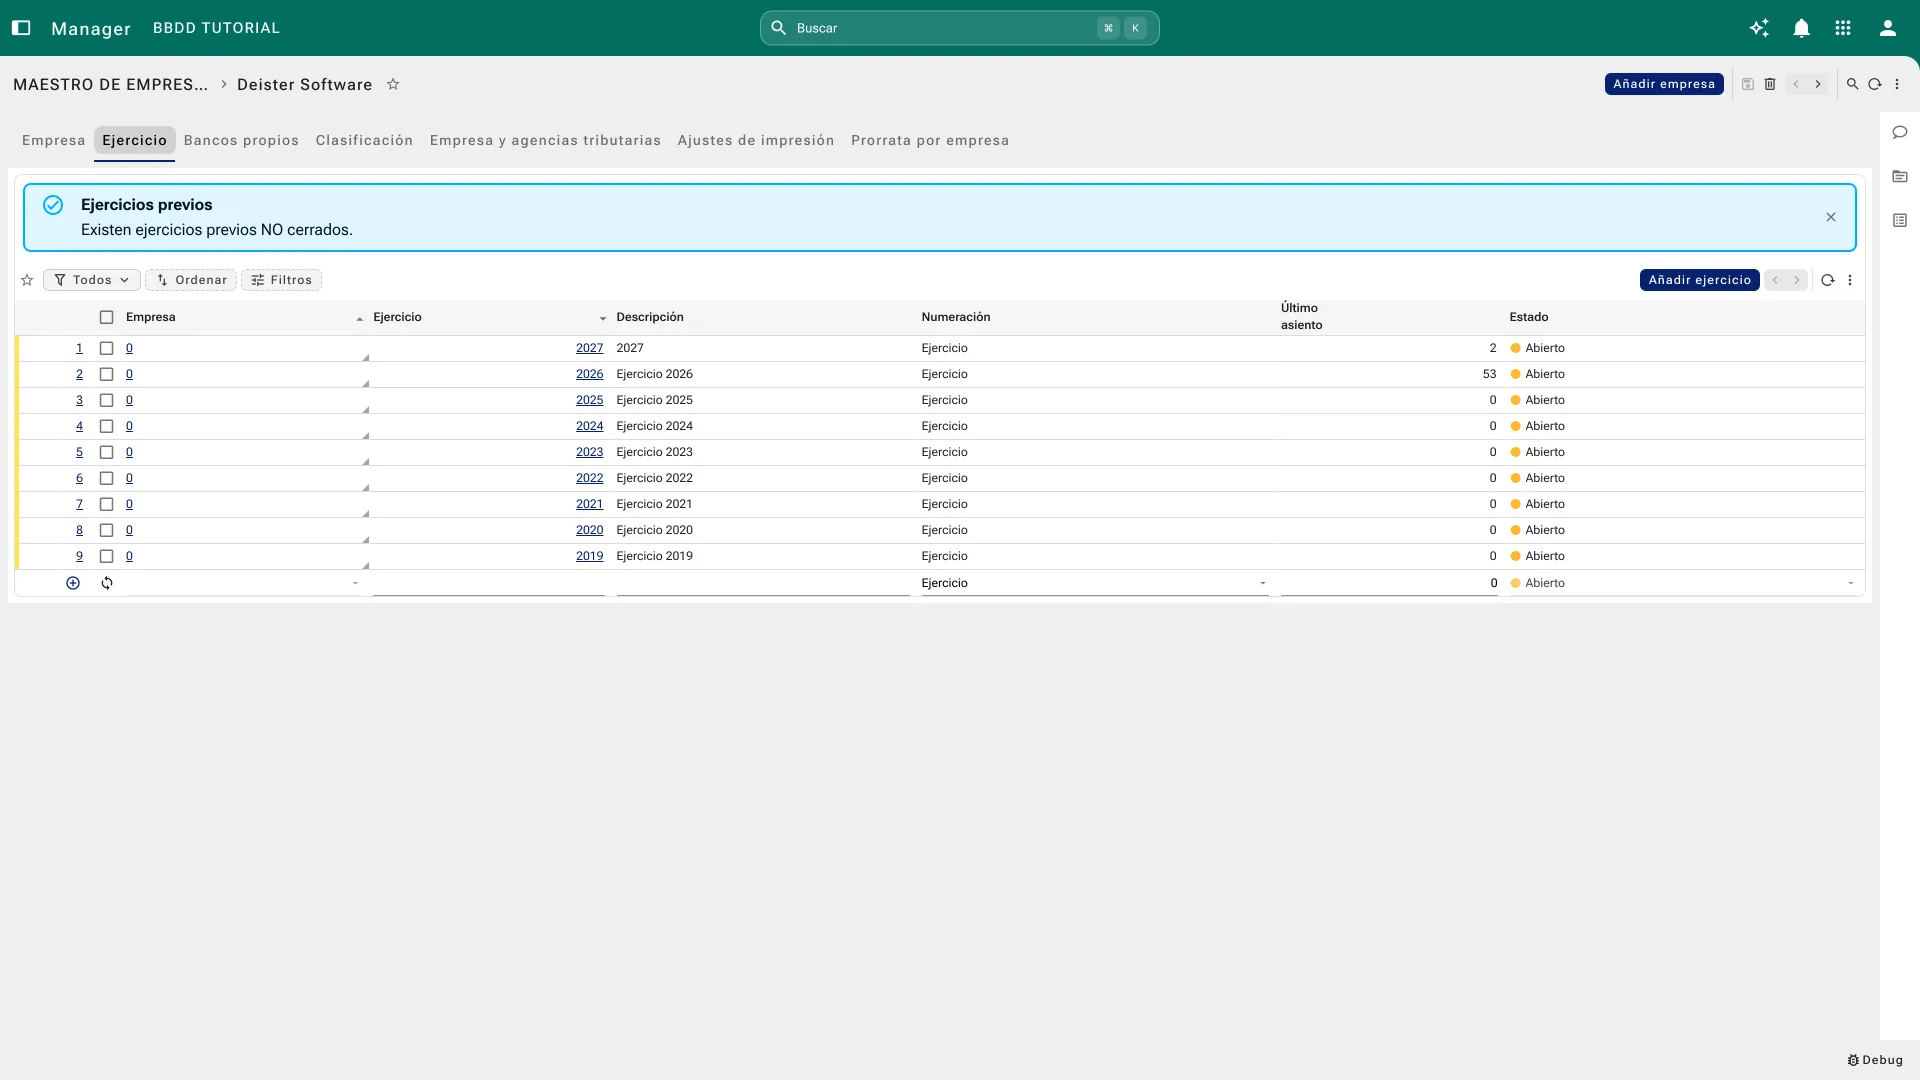 Manager BBDD TUTORIAL Buscar ⌘ K
MAESTRO DE EMPRES... > Deister Software Añadir empresa
Empresa Ejercicio Bancos propios Clasificación Empresa y agencias tributarias Ajustes de impresión Prorrata por empresa
Ejercicios previos
Existen ejercicios previos NO cerrados.
Todos Ordenar Filtros Añadir ejercicio
Empresa Ejercicio Descripción Numeración Último asiento Estado
1 0 2027 2027 Ejercicio 2 Abierto
2 0 2026 Ejercicio 2026 Ejercicio 53 Abierto
3 0 2025 Ejercicio 2025 Ejercicio 0 Abierto
4 0 2024 Ejercicio 2024 Ejercicio 0 Abierto
5 0 2023 Ejercicio 2023 Ejercicio 0 Abierto
6 0 2022 Ejercicio 2022 Ejercicio 0 Abierto
7 0 2021 Ejercicio 2021 Ejercicio 0 Abierto
8 0 2020 Ejercicio 2020 Ejercicio 0 Abierto
9 0 2019 Ejercicio 2019 Ejercicio 0 Abierto
Ejercicio 0 Abierto
Debug